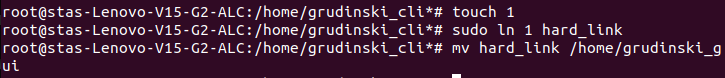 root@stas-Lenovo-V15-G2-ALC:/home/grudinski_cli*# touch 1
root@stas-Lenovo-V15-G2-ALC:/home/grudinski_cli*# sudo ln 1 hard_link
root@stas-Lenovo-V15-G2-ALC:/home/grudinski_cli*# mv hard_link /home/grudinski_g
ui